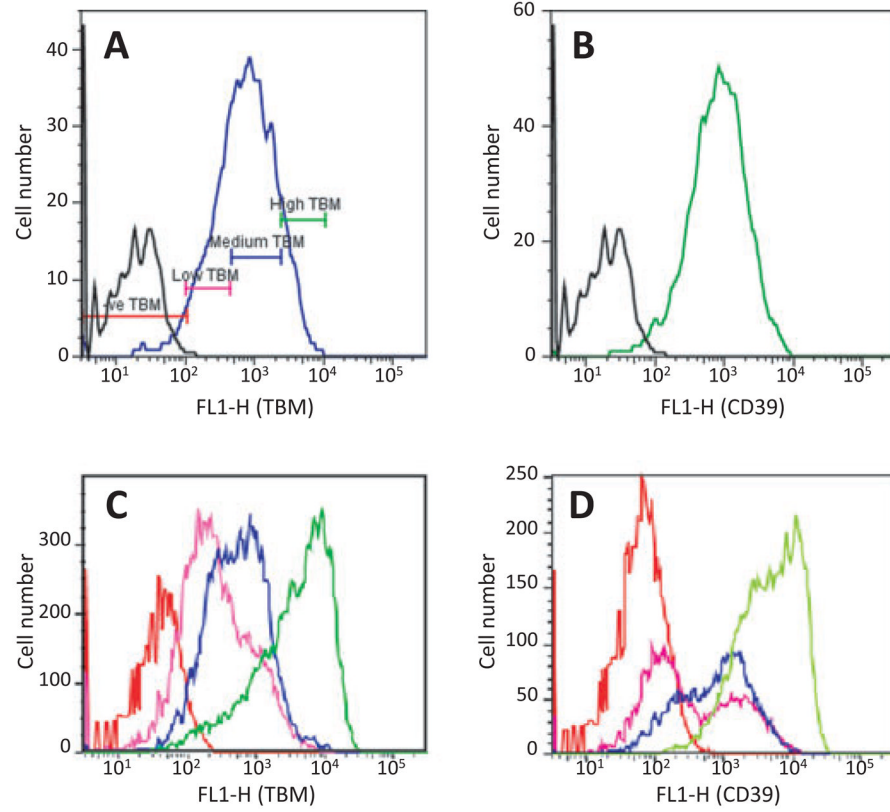 A
40
30
20
10
0
Cell number
High TBM
Medium TBM
Low TBM
-ve TBM
10¹ 10² 10³ 10⁴ 10⁵
FL1-H (TBM)
B
60
40
20
0
Cell number
10¹ 10² 10³ 10⁴ 10⁵
FL1-H (CD39)
C
300
200
100
0
Cell number
10¹ 10² 10³ 10⁴ 10⁵
FL1-H (TBM)
D
250
200
150
100
50
0
Cell number
10¹ 10² 10³ 10⁴ 10⁵
FL1-H (CD39)